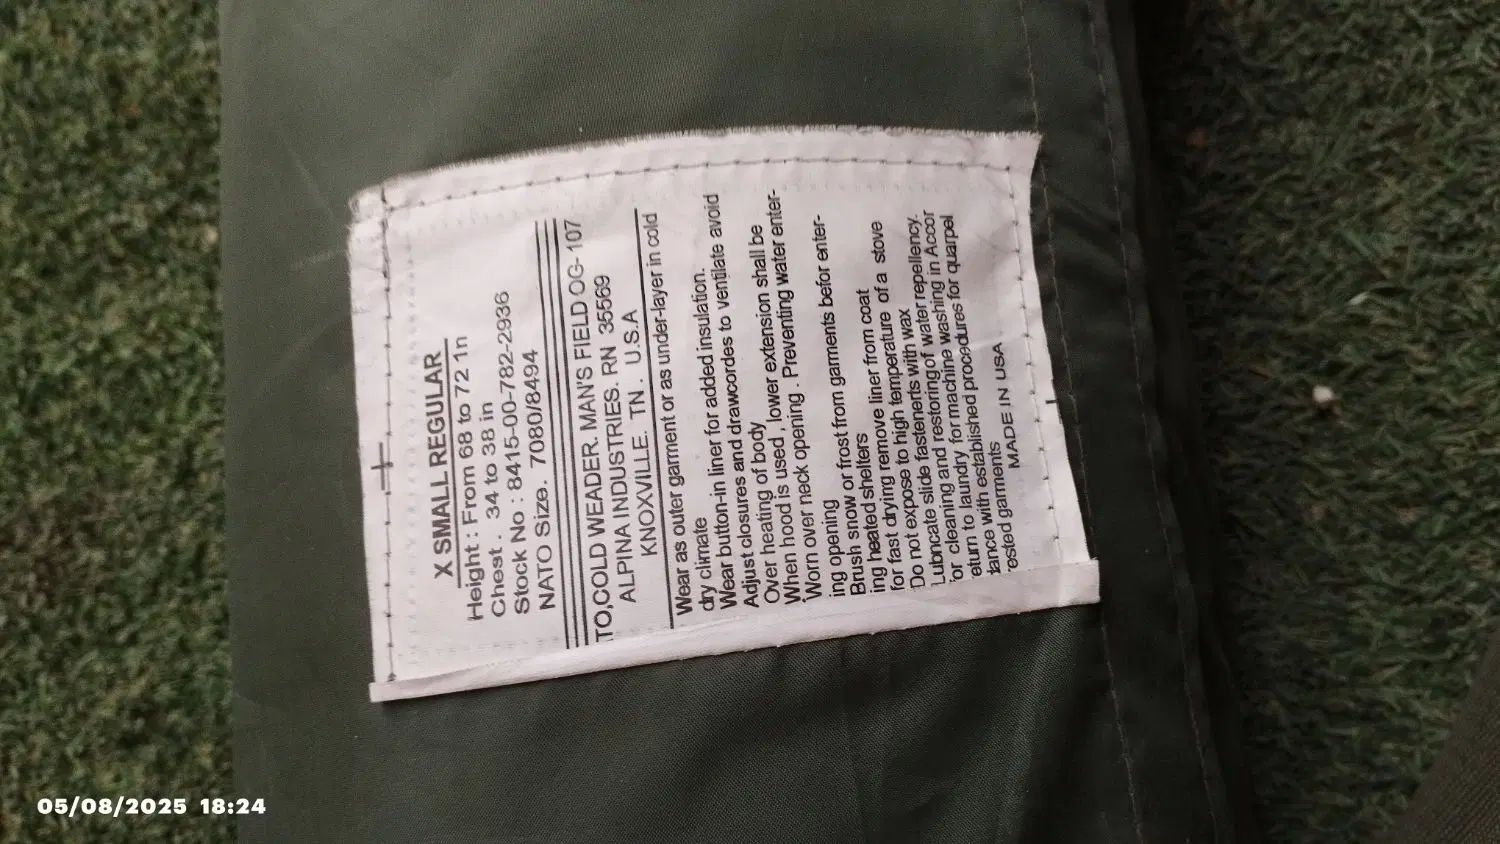 X SMALL REGULAR
Height : From 68 to 72 1n
Chest . 34 to 38 in
Stock No : 8415-00-782-2936
NATO Size. 7080/8494
TO,COLD WEADER. MAN'S FIELD OG-107
ALPINA INDUSTRIES. RN 35569
KNOXVILLE. TN . U.S.A
Wear as outer garment or as under-layer in cold
dry climate
Wear button-in liner for added insulation.
Adjust closures and drawcordes to ventilate avoid
Over heating of body
When hood is used , lower extension shall be
Worn over neck opening . Preventing water enter-
ing opening
Brush snow or frost from garments befor enter-
ing heated shelters
for fast drying remove liner from coat
Do not expose to high temperature of a stove
Lubricate slide fastenerts with wax
for cleaning and restoring of water repellency.
eturn to laundry for machine washing in Accor
dance with established procedures for quarpel
rested garments
MADE IN USA
05/08/2025 18:24